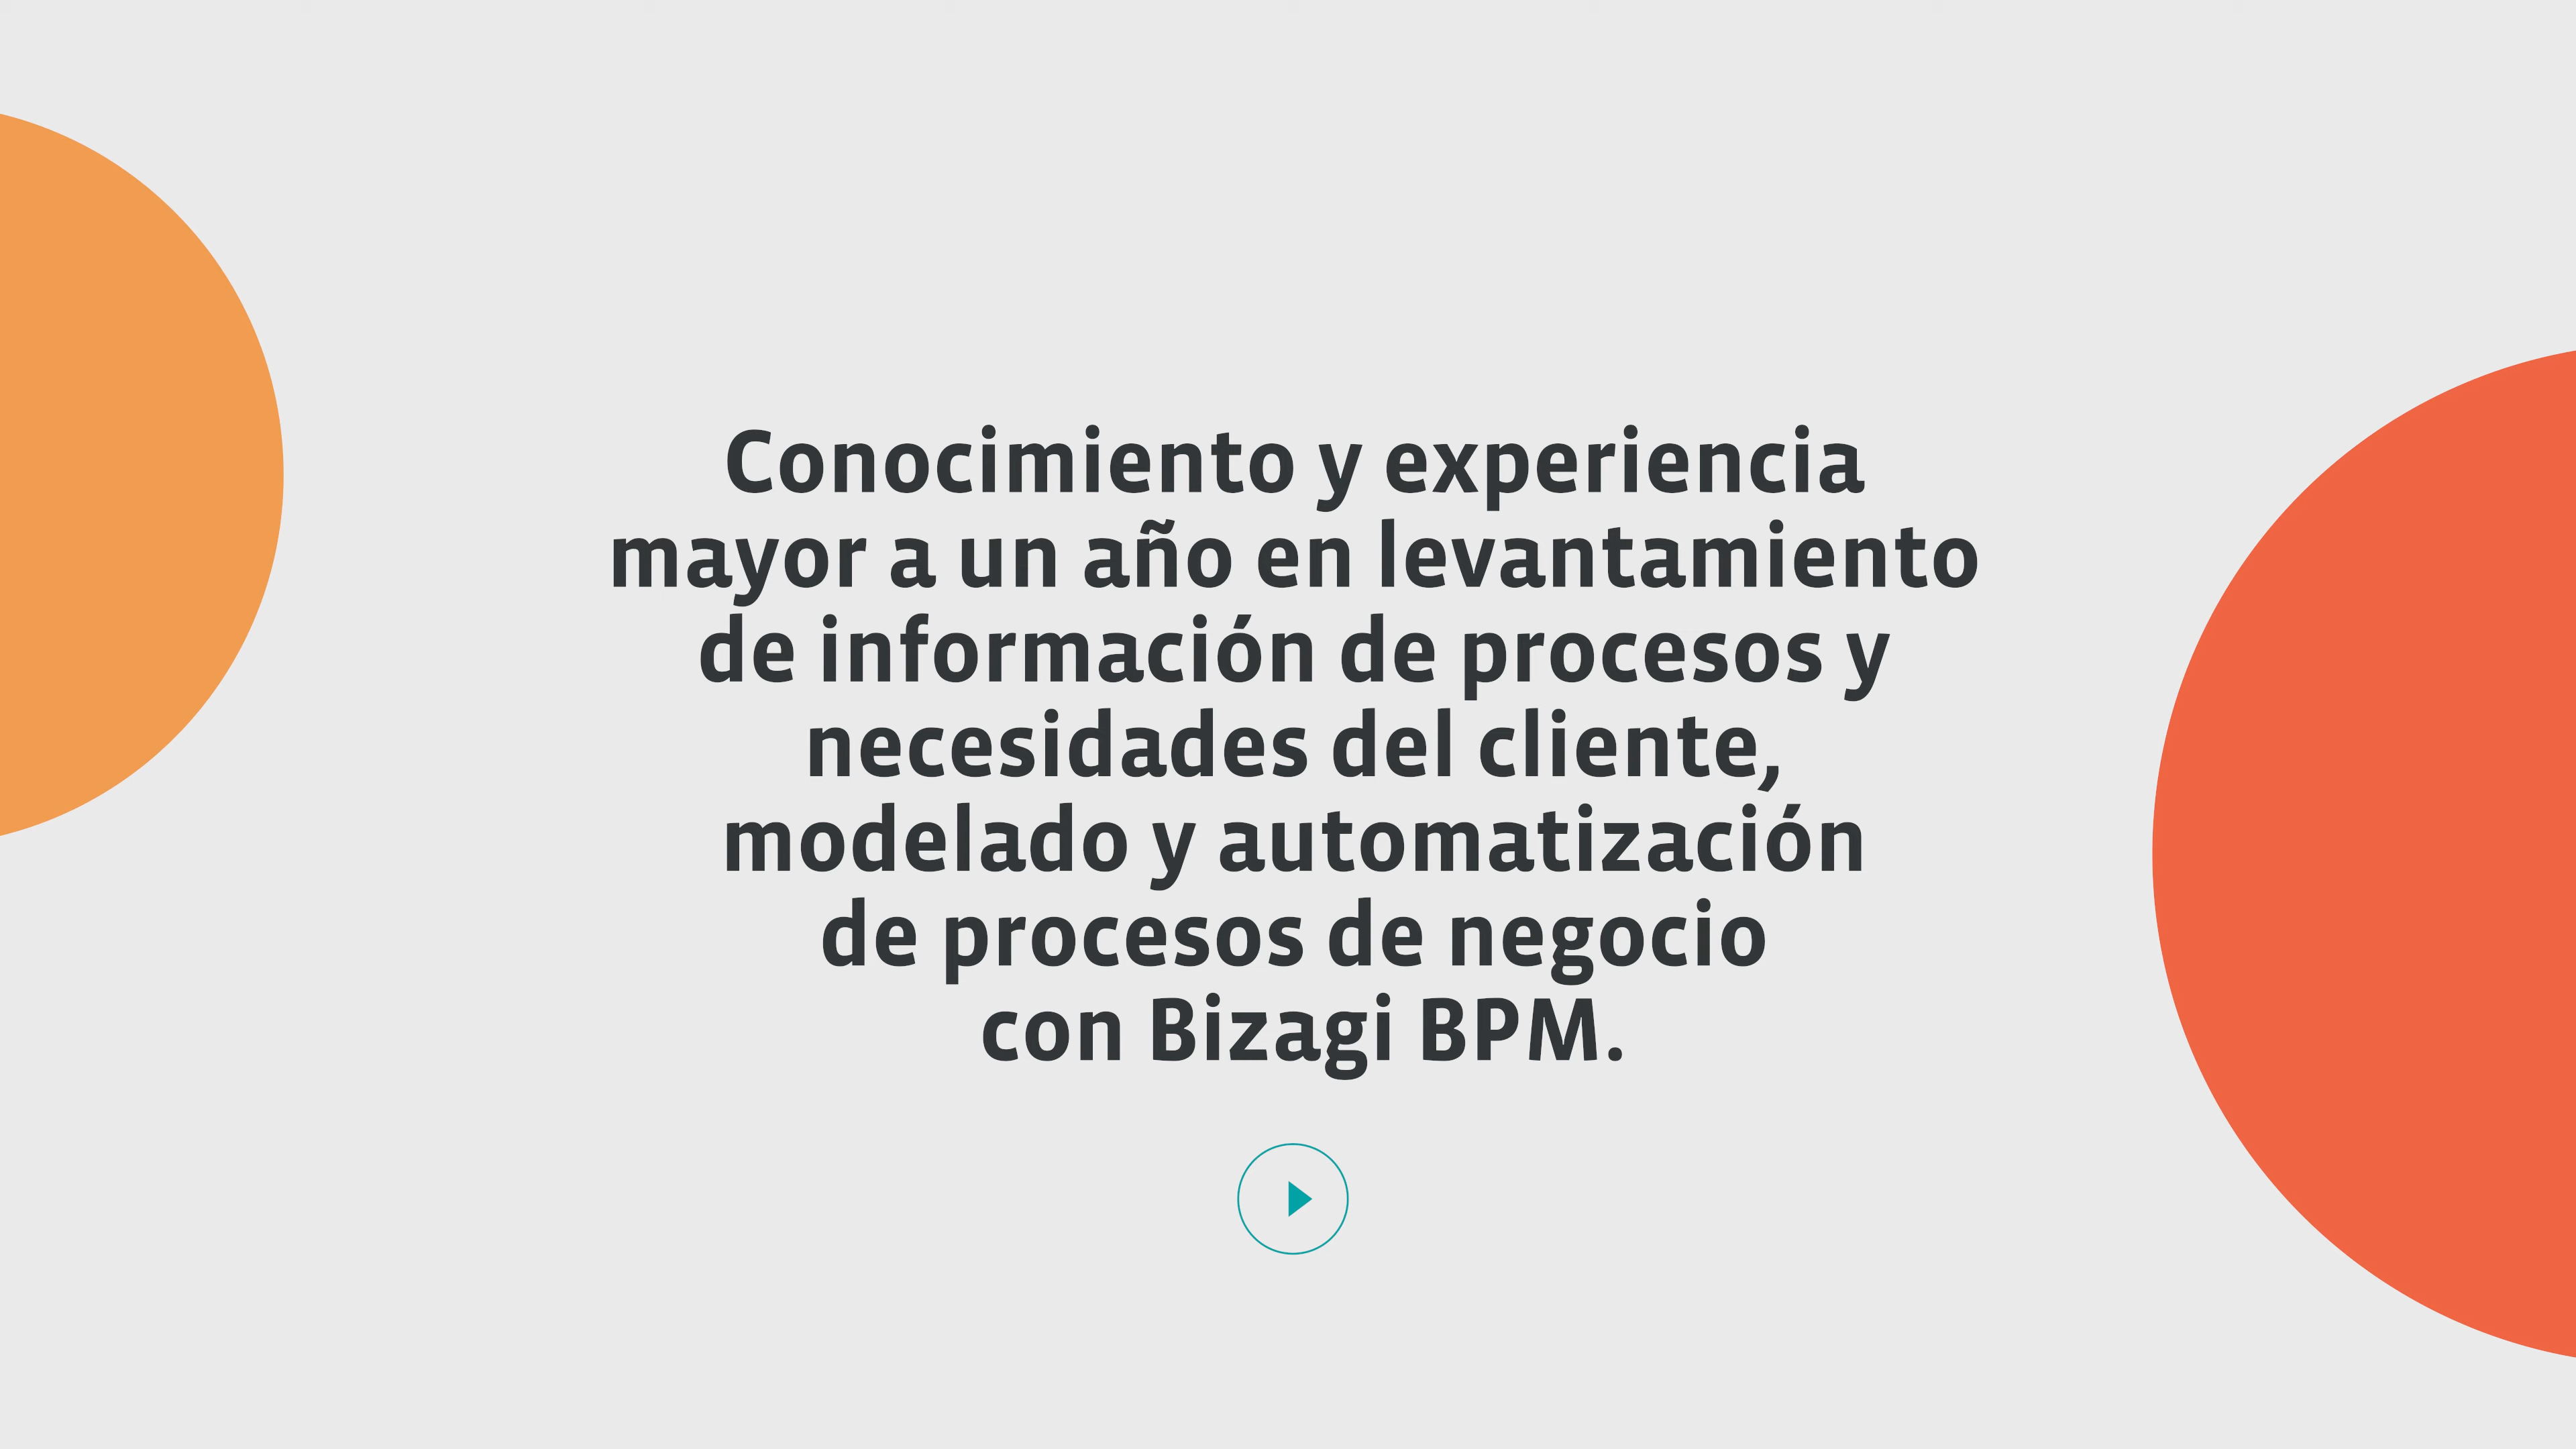 Conocimiento y experiencia
mayor a un año en levantamiento
de información de procesos y
necesidades del cliente,
modelado y automatización
de procesos de negocio
con Bizagi BPM.